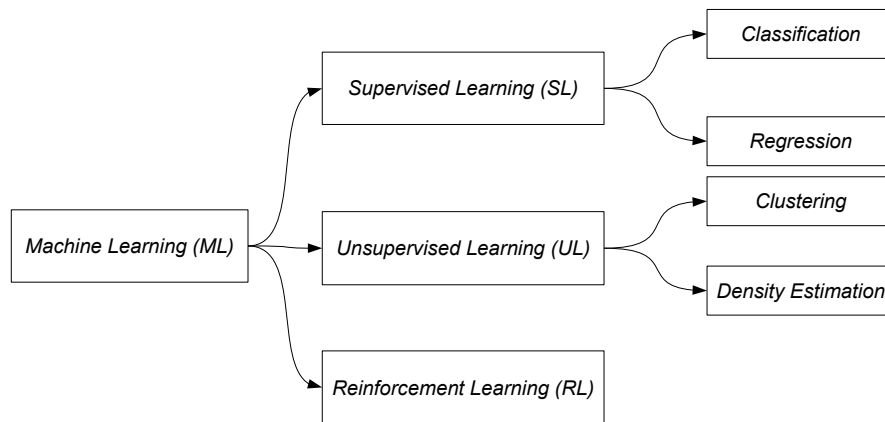 Machine Learning (ML)
Supervised Learning (SL)
Classification
Regression
Unsupervised Learning (UL)
Clustering
Density Estimation
Reinforcement Learning (RL)